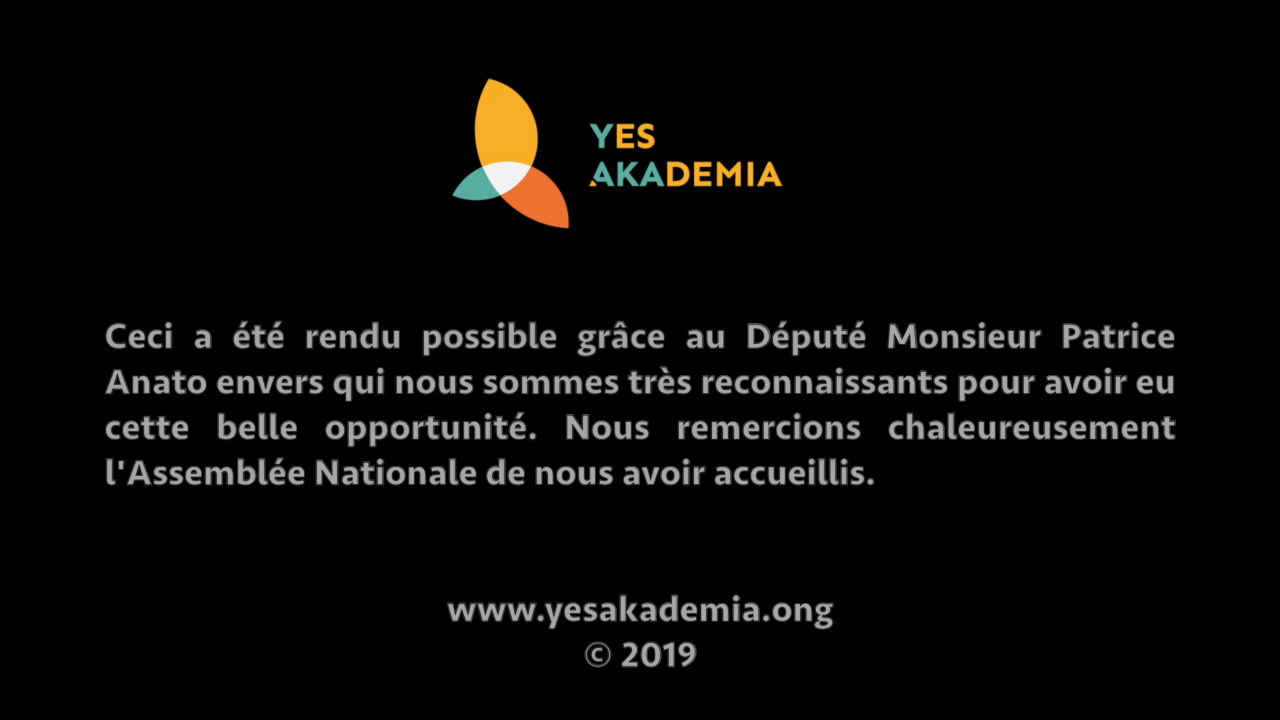 YES
AKADEMIA
Ceci a été rendu possible grâce au Député Monsieur Patrice
Anato envers qui nous sommes très reconnaissants pour avoir eu
cette belle opportunité. Nous remercions chaleureusement
l'Assemblée Nationale de nous avoir accueillis.
www.yesakademia.ong
© 2019